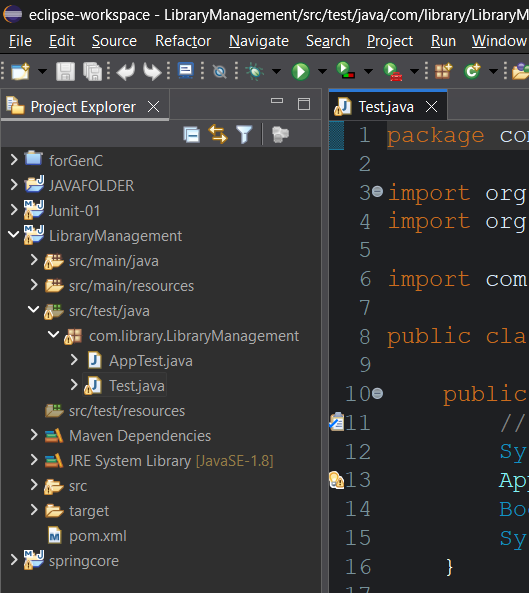 eclipse-workspace - LibraryManagement/src/test/java/com/library/LibraryM
File Edit Source Refactor Navigate Search Project Run Window
Project Explorer
Test.java
forGenC
JAVAFOLDER
Junit-01
LibraryManagement
src/main/java
src/main/resources
src/test/java
com.library.LibraryManagement
AppTest.java
Test.java
src/test/resources
Maven Dependencies
JRE System Library [JavaSE-1.8]
src
target
pom.xml
springcore
1 package co
2
3 import org
4 import org
5
6 import com
7
8 public cla
9
10 public
11 //
12 Sy
13 App
14 Boo
15 Sy
16 }